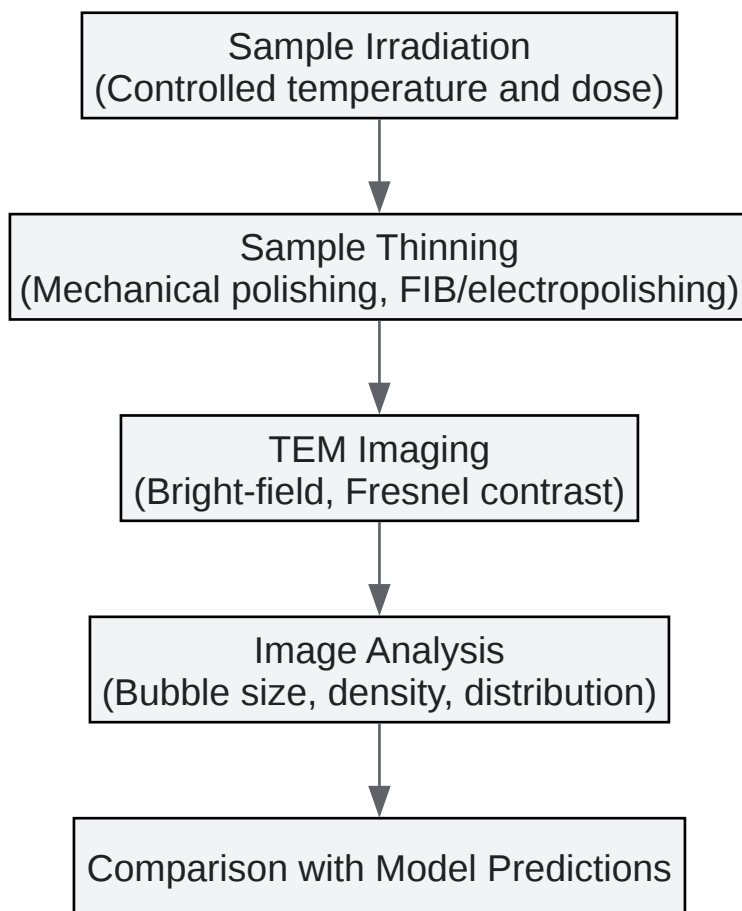 Sample Irradiation
(Controlled temperature and dose)
Sample Thinning
(Mechanical polishing, FIB/electropolishing)
TEM Imaging
(Bright-field, Fresnel contrast)
Image Analysis
(Bubble size, density, distribution)
Comparison with Model Predictions